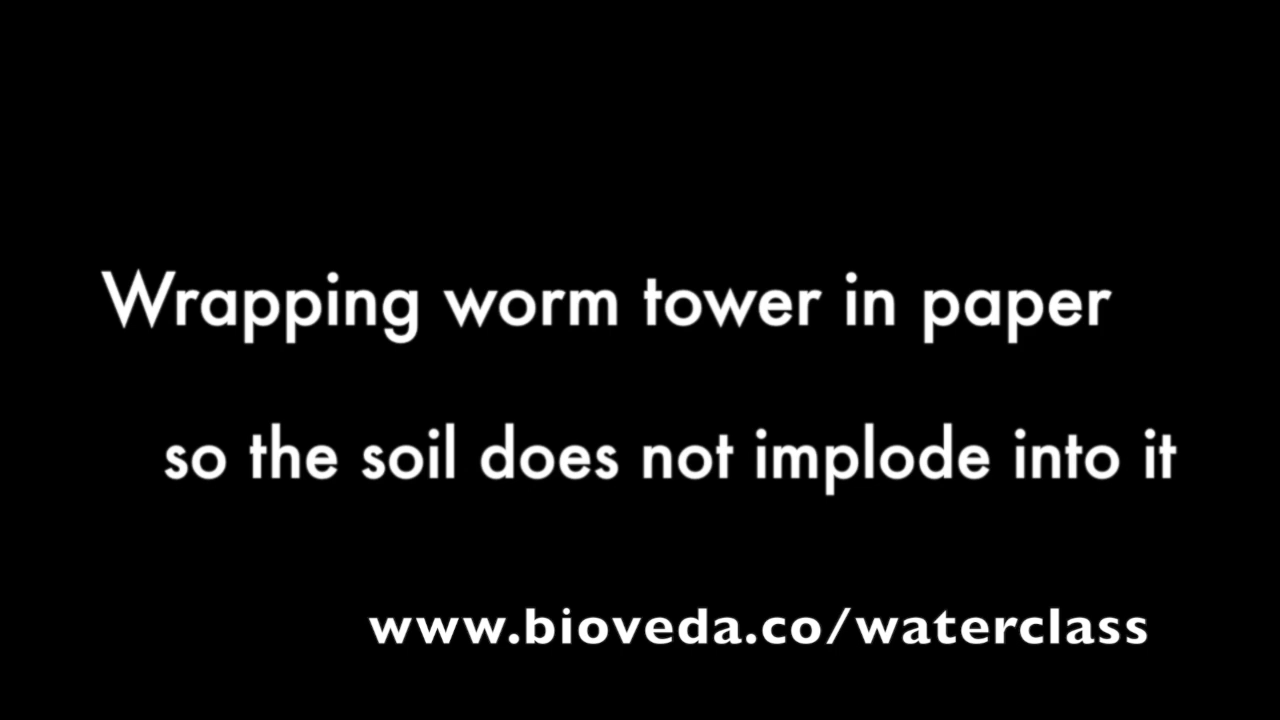 Wrapping worm tower in paper
so the soil does not implode into it
www.bioveda.co/waterclass